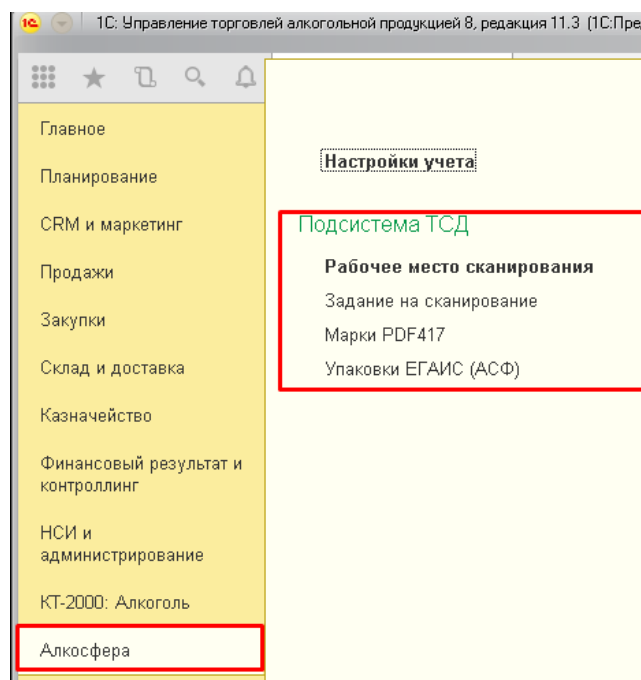 1С: Управление торговлей алкогольной продукцией 8, редакция 11.3 (1С:Пре
Главное
Планирование
CRM и маркетинг
Продажи
Закупки
Склад и доставка
Казначейство
Финансовый результат и
контроллинг
НСИ и
администрирование
КТ-2000: Алкоголь
Алкосфера
Настройки учета
Подсистема ТСД
Рабочее место сканирования
Задание на сканирование
Марки PDF417
Упаковки ЕГАИС (АСФ)